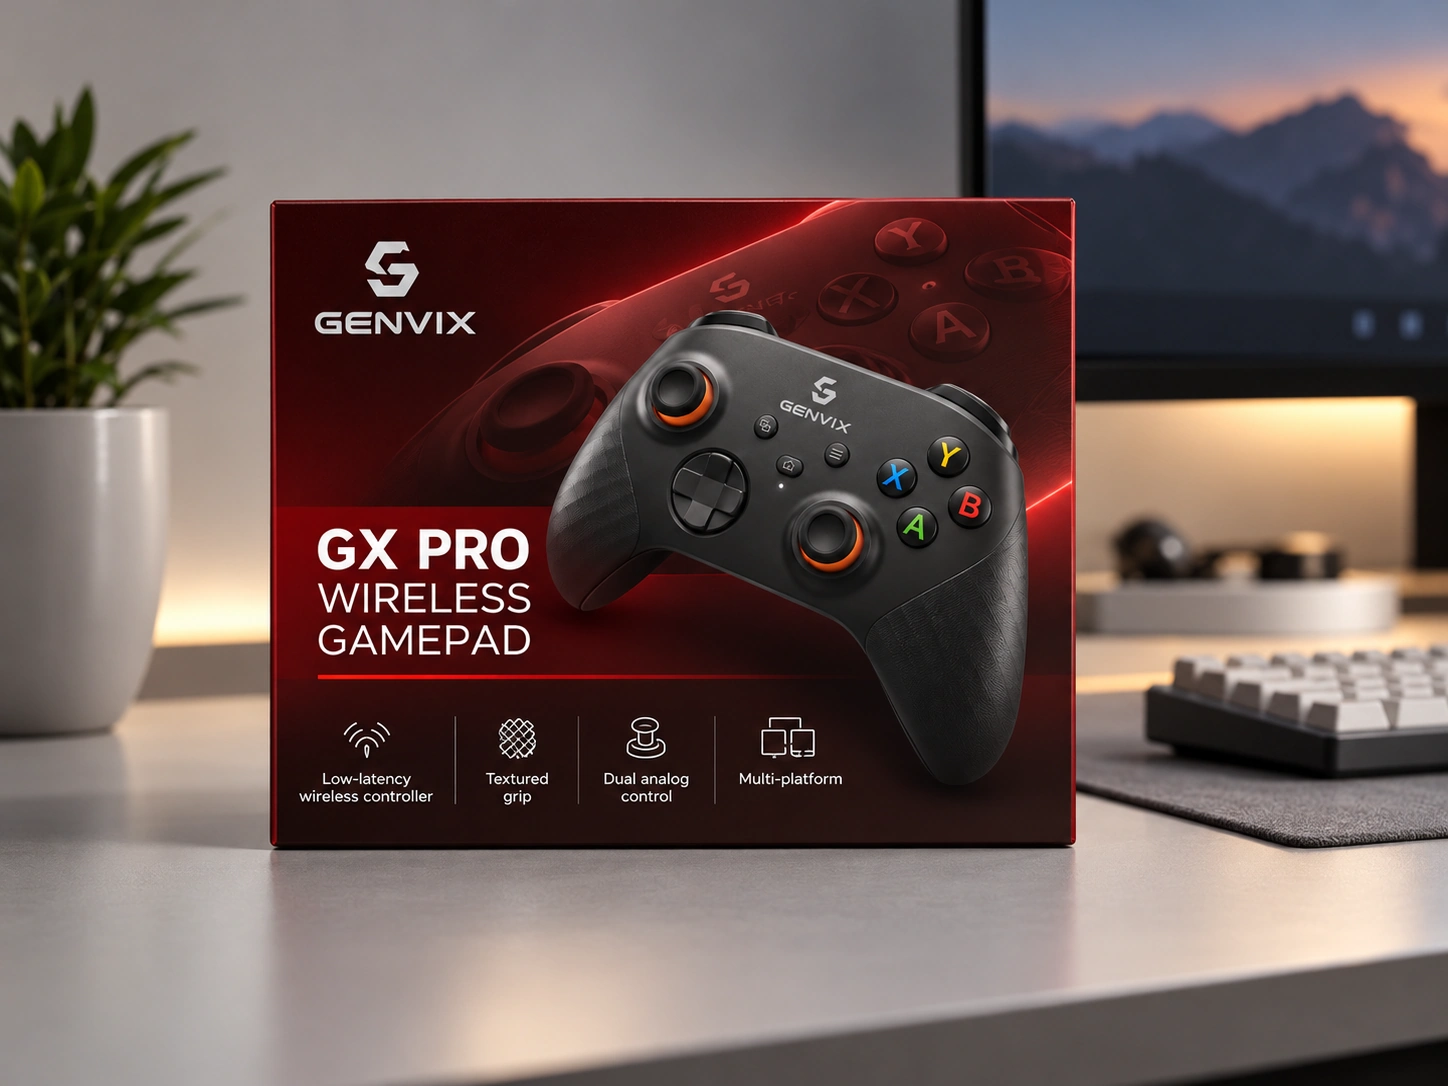 GENVIX
Y
B
X
A
GENVIX
Y
X
B
A
GX PRO
WIRELESS
GAMEPAD
Low-latency
wireless controller
Textured
grip
Dual analog
control
Multi-platform